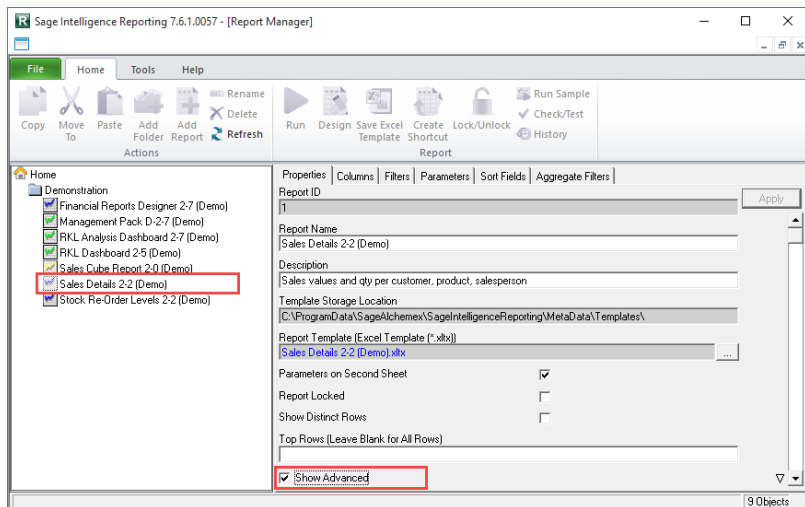 Sage Intelligence Reporting 7.6.1.0057 - [Report Manager]
File Home Tools Help
Copy Move To Paste Add Folder Add Report Rename Delete Refresh
Actions
Run Design Save Excel Template Create Shortcut Lock/Unlock Run Sample Check/Test History
Report
Home
Demonstration
Financial Reports Designer 2-7 (Demo)
Management Pack D-2-7 (Demo)
RKL Analysis Dashboard 2-7 (Demo)
RKL Dashboard 2-5 (Demo)
Sales Cube Report 2-0 (Demo)
Sales Details 2-2 (Demo)
Stock Re-Order Levels 2-2 (Demo)
Properties Columns Filters Parameters Sort Fields Aggregate Filters
Report ID
1
Apply
Report Name
Sales Details 2-2 (Demo)
Description
Sales values and qty per customer, product, salesperson
Template Storage Location
C:\ProgramData\SageAlchemex\SageIntelligenceReporting\MetaData\Templates\
Report Template (Excel Template (*.xltx))
Sales Details 2-2 (Demo).xltx
...
Parameters on Second Sheet
Report Locked
Show Distinct Rows
Top Rows (Leave Blank for All Rows)
Show Advanced
9 Objects